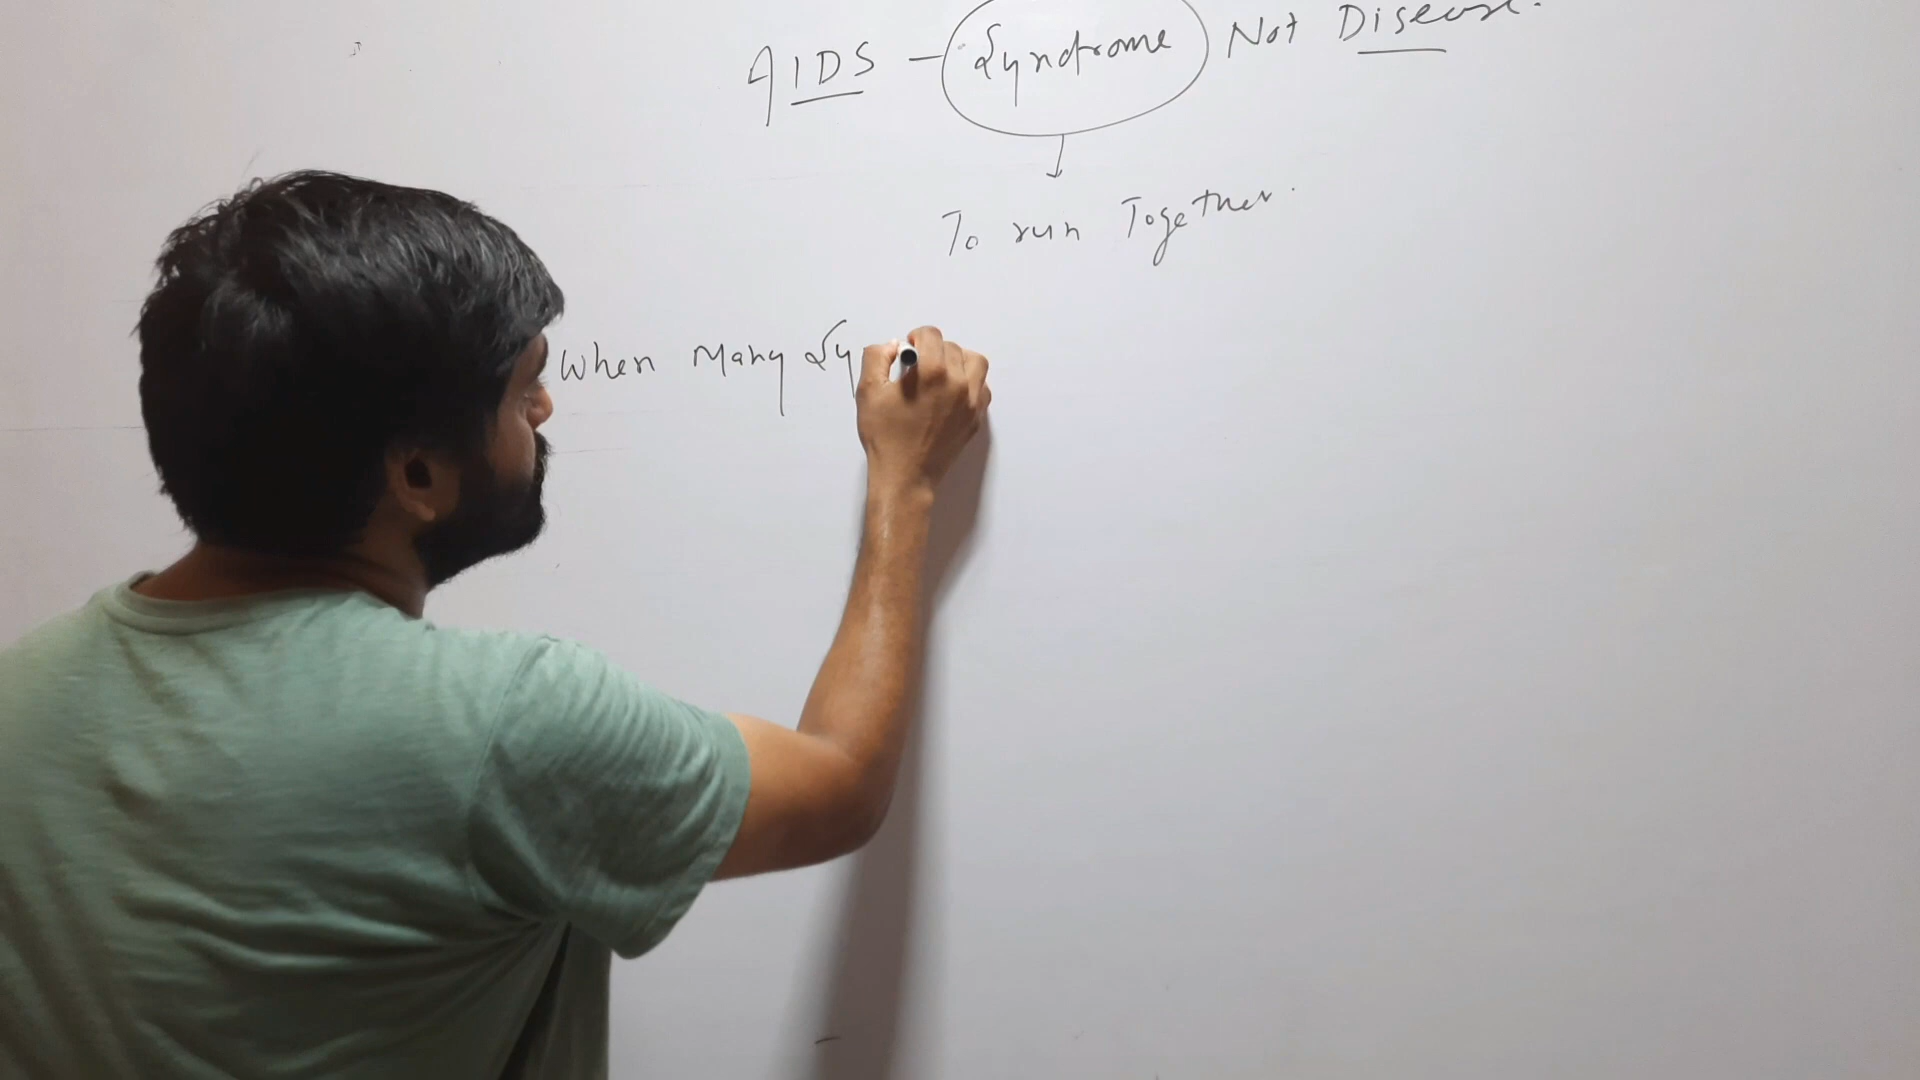 AIDS - Syndrome Not Disease.
To run Together.
When Many Sy